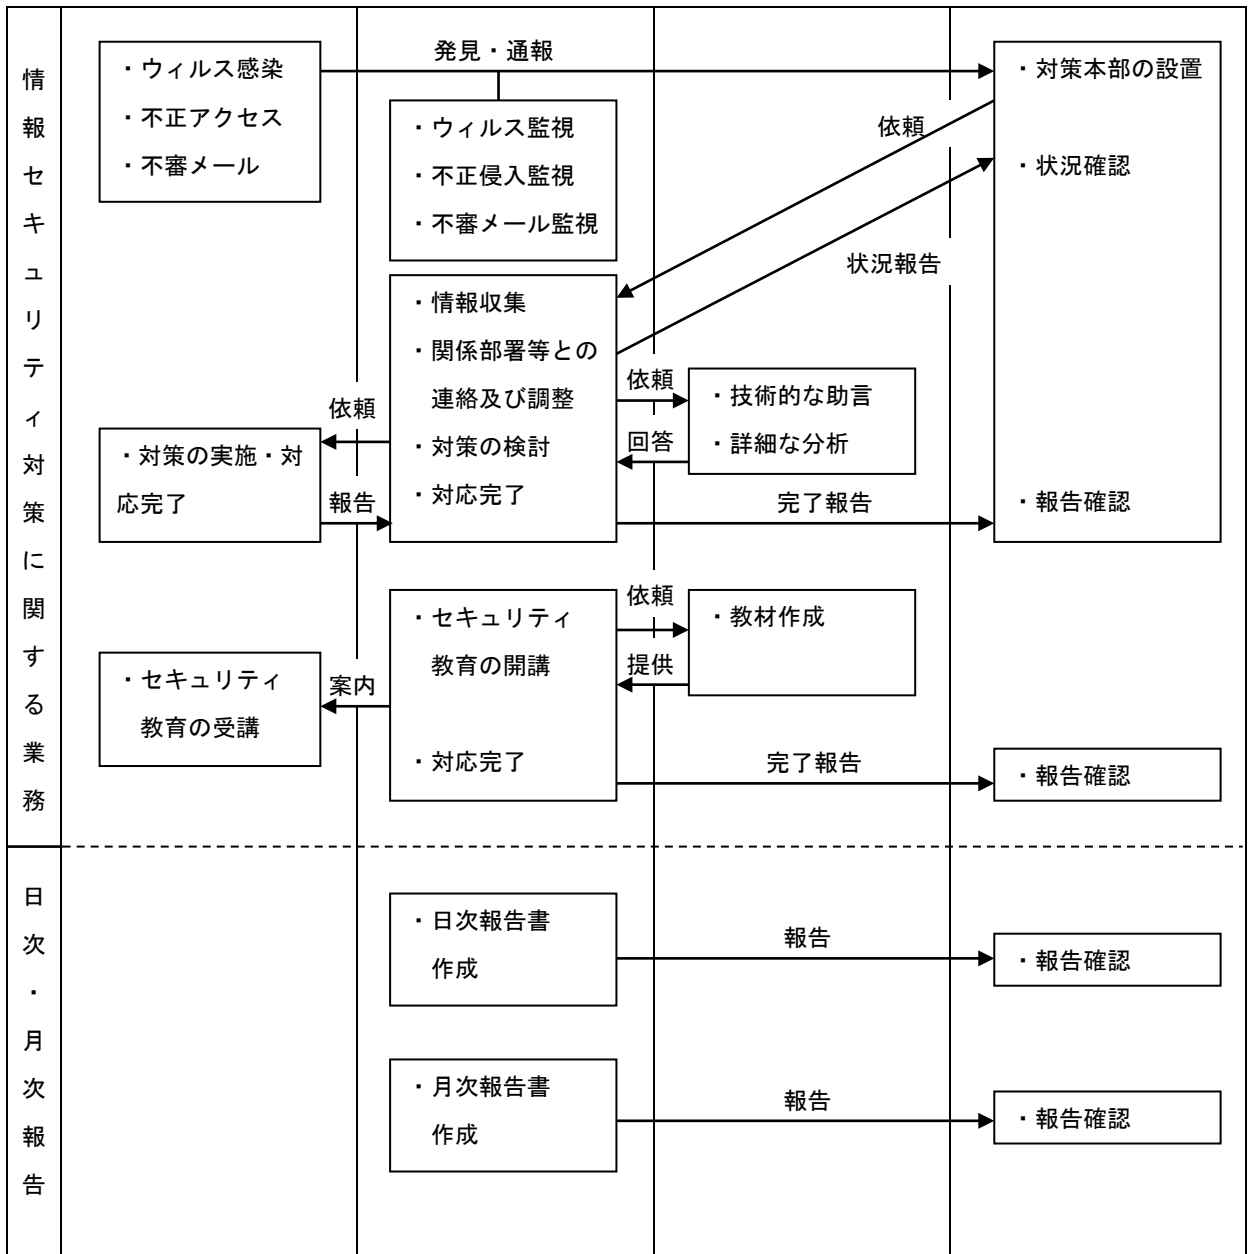 情報セキュリティ対策に関する業務
・ウィルス感染
・不正アクセス
・不審メール
発見・通報
・ウィルス監視
・不正侵入監視
・不審メール監視
・対策本部の設置
・状況確認
・報告確認
依頼
状況報告
・情報収集
・関係部署等との
連絡及び調整
・対策の検討
・対応完了
依頼
回答
・技術的な助言
・詳細な分析
依頼
報告
・対策の実施・対
応完了
完了報告
・セキュリティ
教育の開講
・対応完了
依頼
提供
・教材作成
案内
・セキュリティ
教育の受講
完了報告
・報告確認
日次・月次報告
・日次報告書
作成
報告
・報告確認
・月次報告書
作成
報告
・報告確認